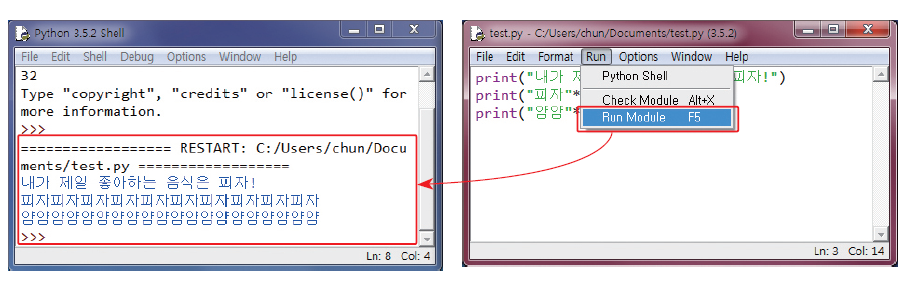 Python 3.5.2 Shell
File Edit Shell Debug Options Window Help
32
Type "copyright", "credits" or "license()" for
more information.
>>>
================== RESTART: C:/Users/chun/Docu
ments/test.py ==================
내가 제일 좋아하는 음식은 피자!
피자피자피자피자피자피자피자피자피자피자
얌얌얌얌얌얌얌얌얌얌얌얌얌얌얌얌얌얌얌얌
>>>
Ln: 8 Col: 4
test.py - C:/Users/chun/Documents/test.py (3.5.2)
File Edit Format Run Options Window Help
print("내가 피자!")
print("피자"*
print("얌얌"*
Python Shell
Check Module Alt+X
Run Module F5
Ln: 3 Col: 14